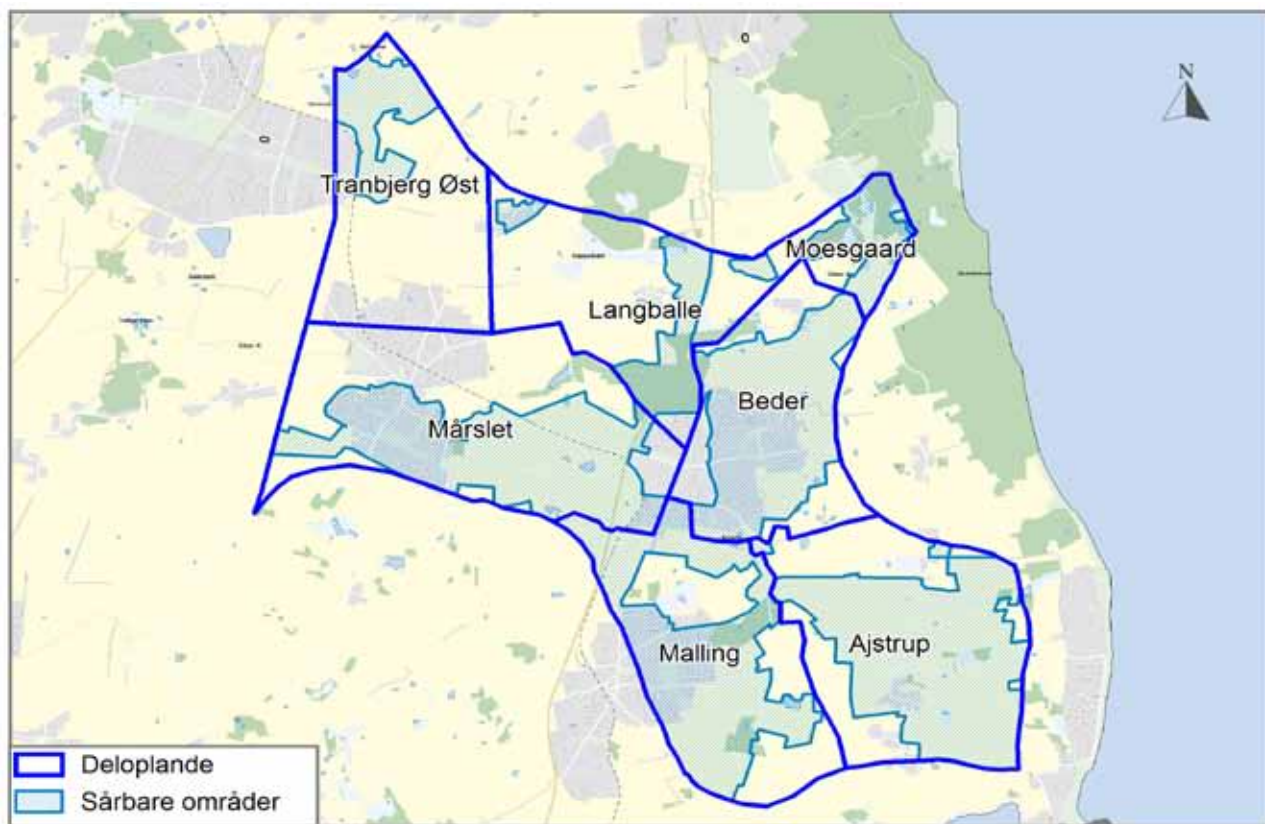 N
Tranbjerg Øst
Moesgaard
Langballe
Beder
Mårslet
Ajstrup
Malling
Deloplande
Sårbare områder